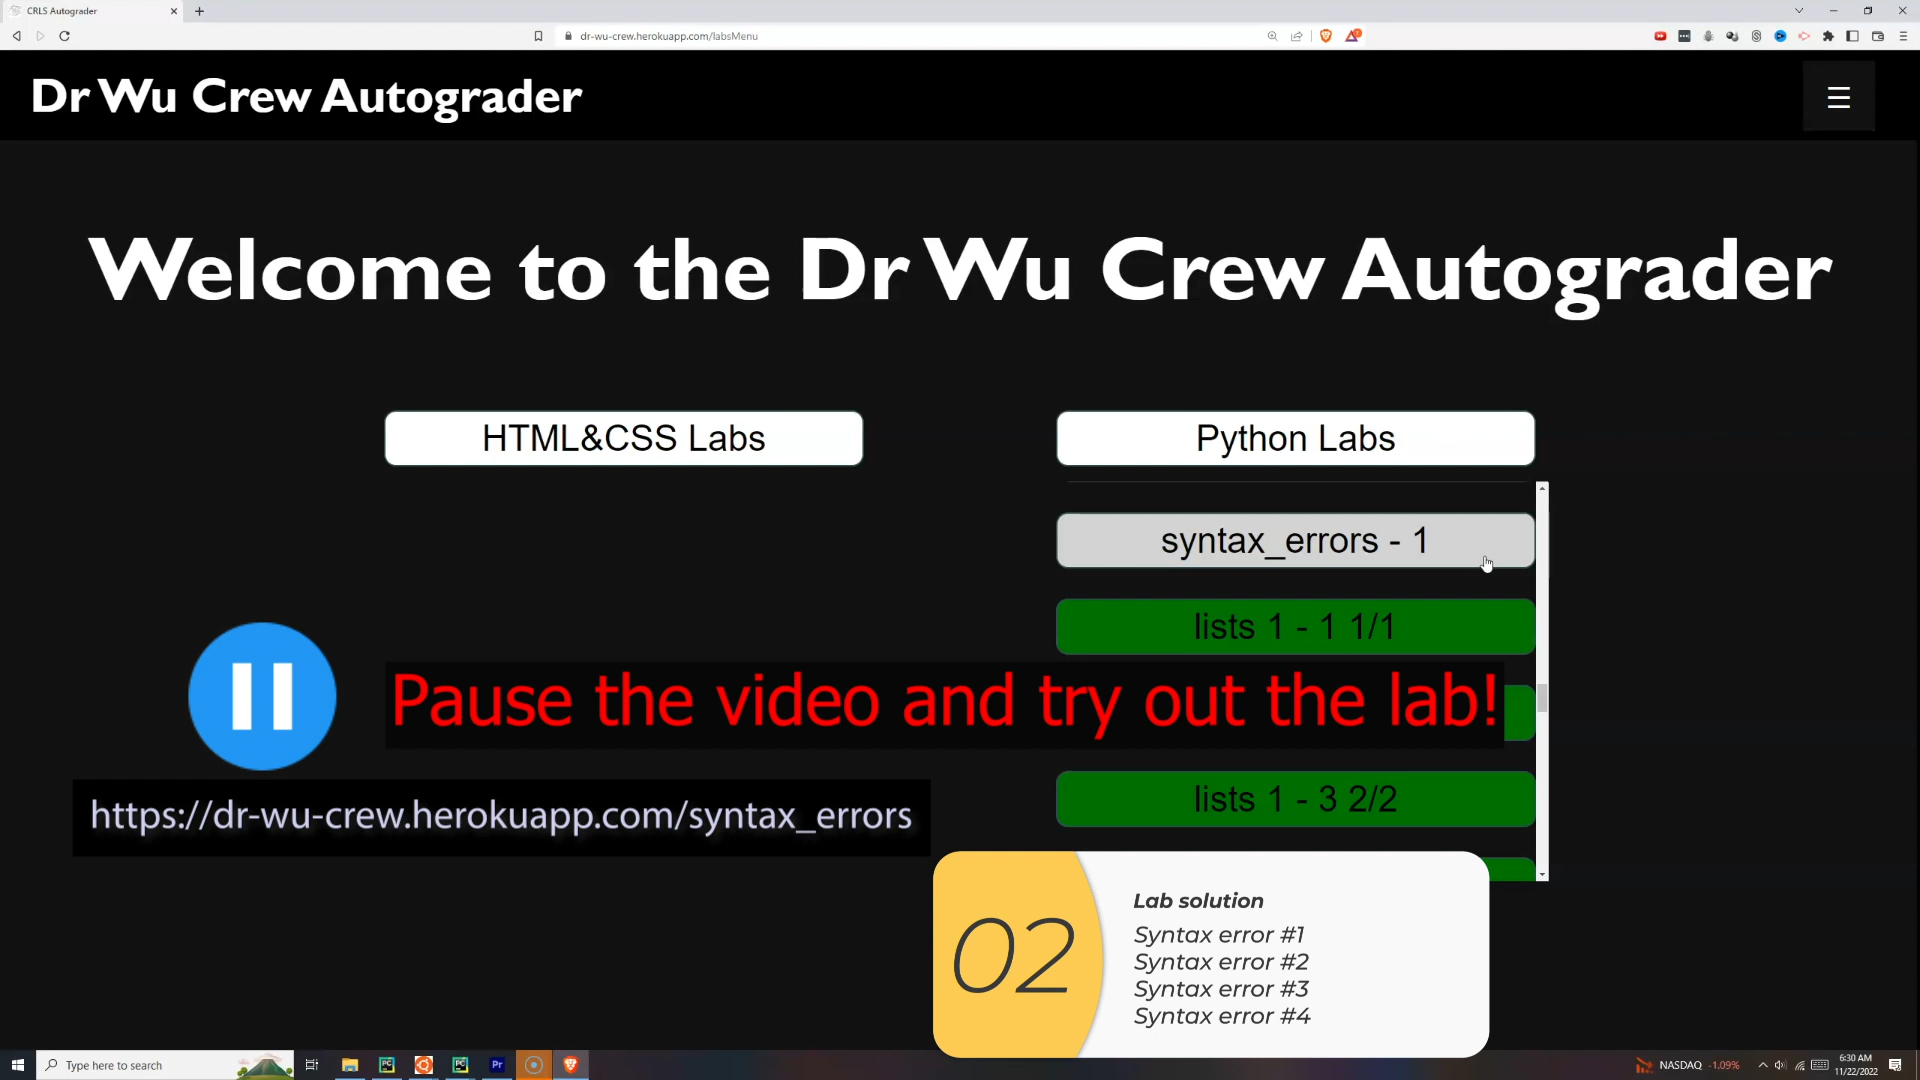 CRLS Autograder
dr-wu-crew.herokuapp.com/labsMenu
Dr Wu Crew Autograder
Welcome to the Dr Wu Crew Autograder
HTML&CSS Labs
Python Labs
syntax_errors - 1
lists 1 - 1 1/1
Pause the video and try out the lab!
lists 1 - 3 2/2
https://dr-wu-crew.herokuapp.com/syntax_errors
02
Lab solution
Syntax error #1
Syntax error #2
Syntax error #3
Syntax error #4
Type here to search
PC
PC
Pr
NASDAQ -1.09%
6:30 AM
11/22/2022